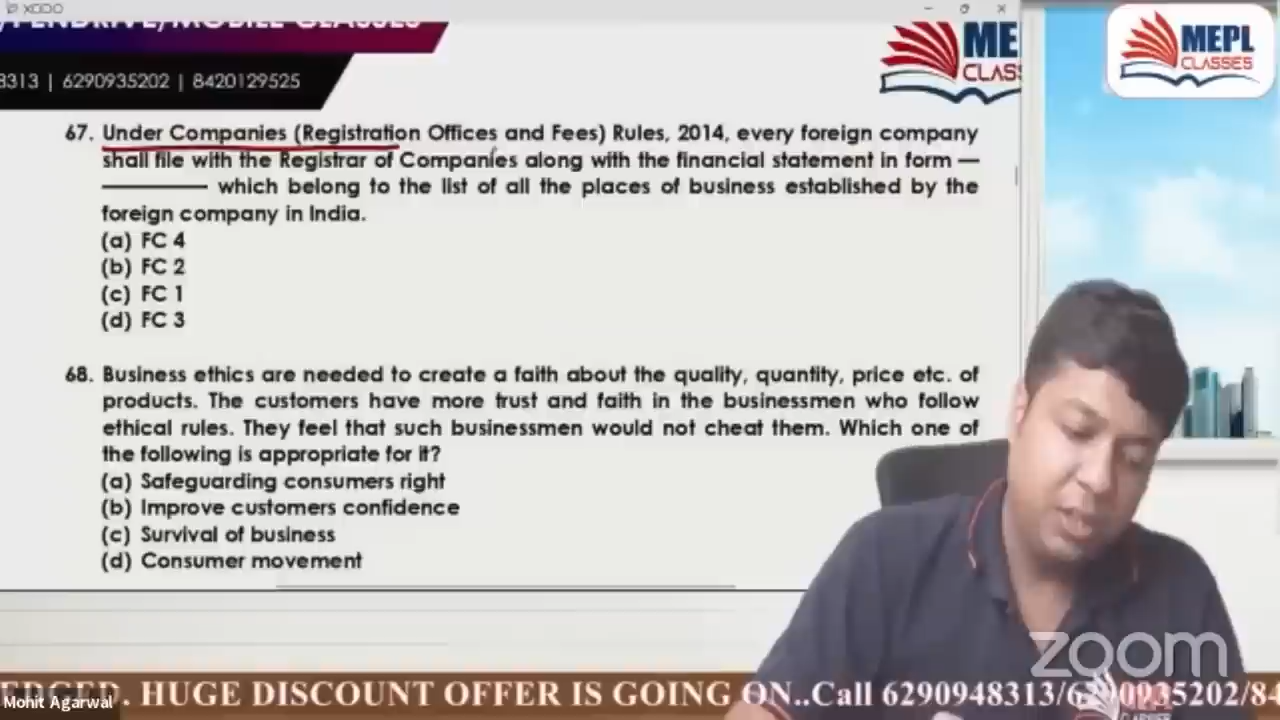 XODO
/PENDRIVE/MOBILE CLASSES
8313 | 6290935202 | 8420129525
ME
CLASS
MEPL
CLASSES
67. Under Companies (Registration Offices and Fees) Rules, 2014, every foreign company
shall file with the Registrar of Companies along with the financial statement in form —
————— which belong to the list of all the places of business established by the
foreign company in India.
(a) FC 4
(b) FC 2
(c) FC 1
(d) FC 3
68. Business ethics are needed to create a faith about the quality, quantity, price etc. of
products. The customers have more trust and faith in the businessmen who follow
ethical rules. They feel that such businessmen would not cheat them. Which one of
the following is appropriate for it?
(a) Safeguarding consumers right
(b) Improve customers confidence
(c) Survival of business
(d) Consumer movement
zoom
ERGED. HUGE DISCOUNT OFFER IS GOING ON..Call 6290948313/6290935202/84
Mohit Agarwal